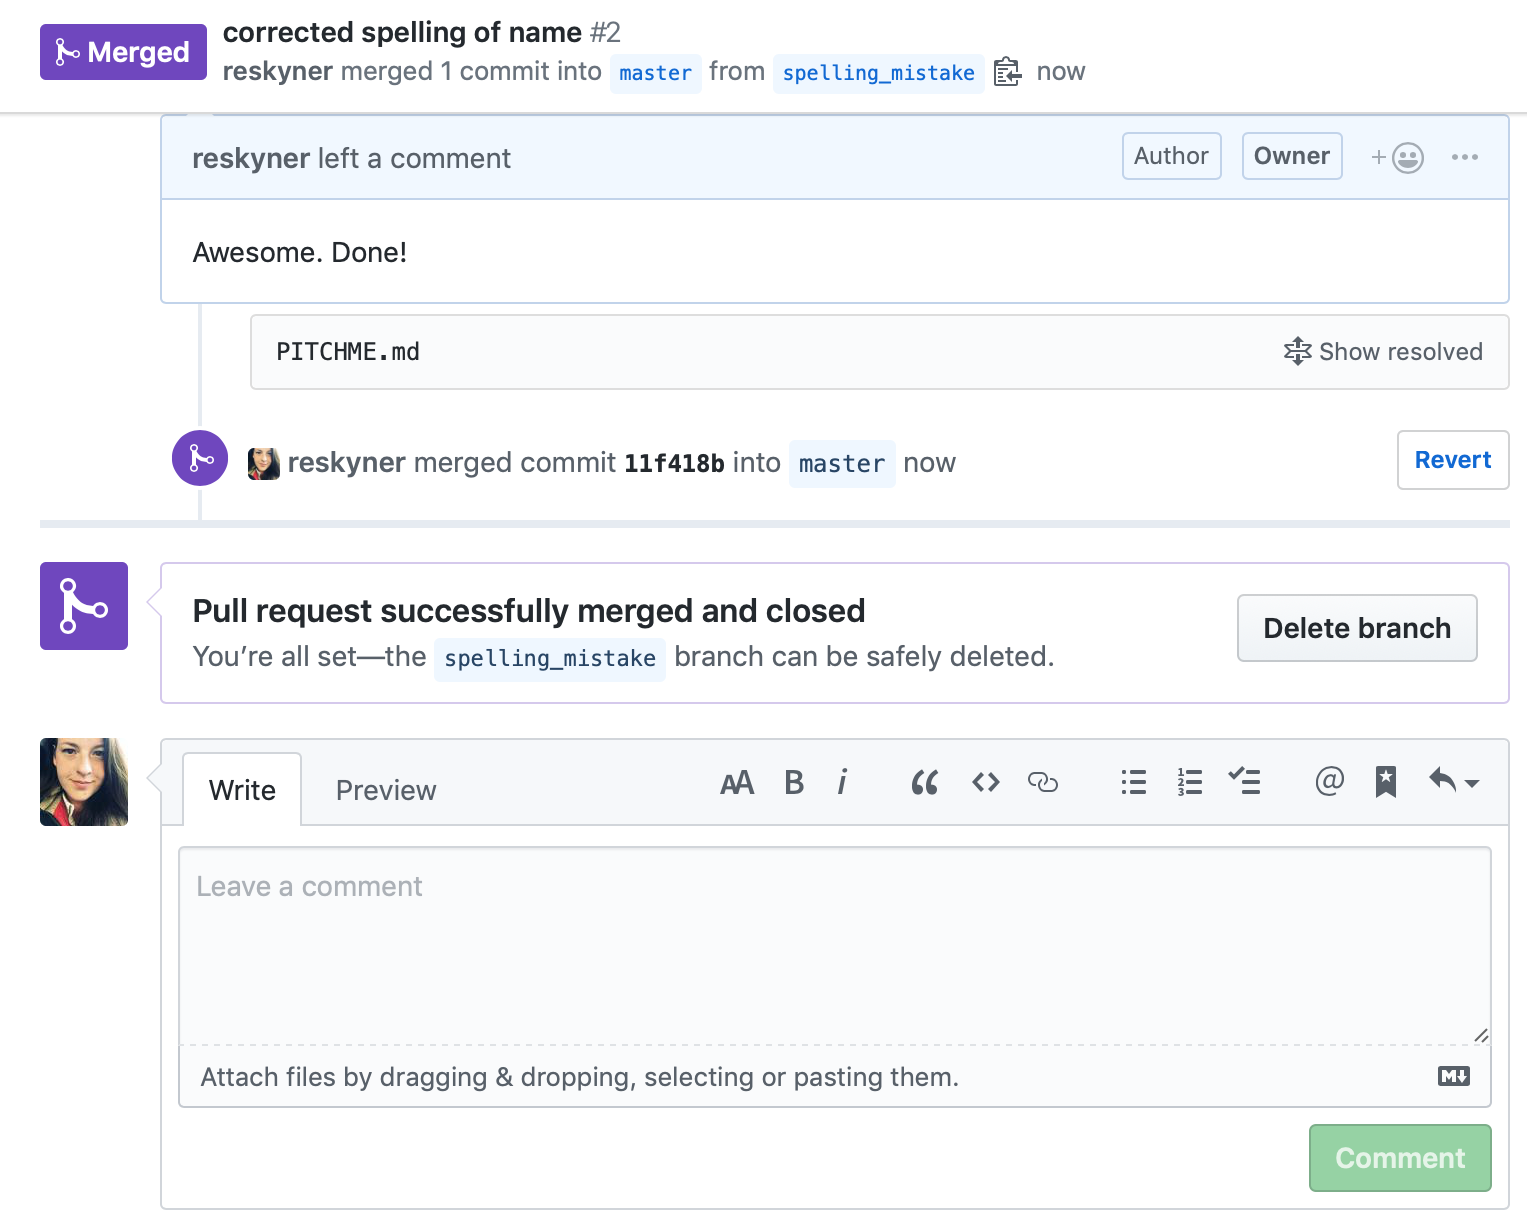 Merged
corrected spelling of name #2
reskyner merged 1 commit into master from spelling_mistake now
reskyner left a comment
Author
Owner
Awesome. Done!
PITCHME.md
Show resolved
reskyner merged commit 11f418b into master now
Revert
Pull request successfully merged and closed
You’re all set—the spelling_mistake branch can be safely deleted.
Delete branch
Write
Preview
Leave a comment
Attach files by dragging & dropping, selecting or pasting them.
Comment